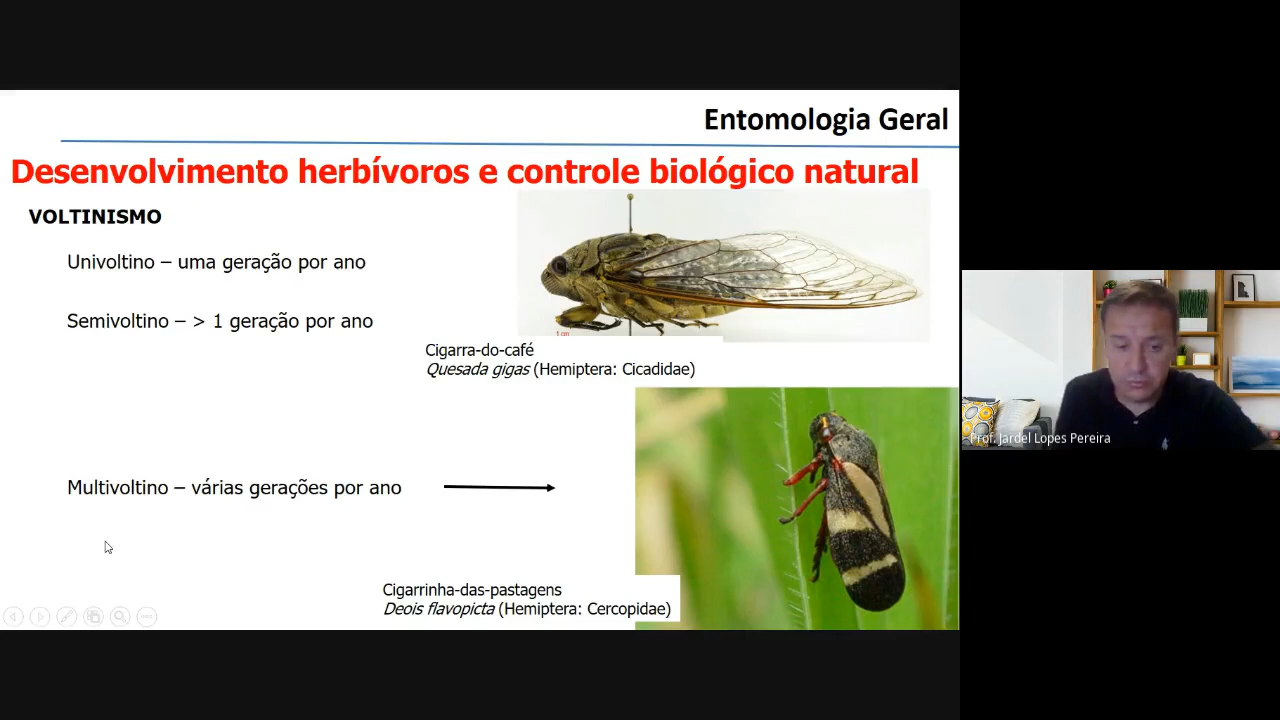 Entomologia Geral
Desenvolvimento herbívoros e controle biológico natural
VOLTINISMO
Univoltino – uma geração por ano
Semivoltino – > 1 geração por ano
1 cm
Cigarra-do-café
Quesada gigas (Hemiptera: Cicadidae)
Multivoltino – várias gerações por ano
Cigarrinha-das-pastagens
Deois flavopicta (Hemiptera: Cercopidae)
Prof. Jardel Lopes Pereira